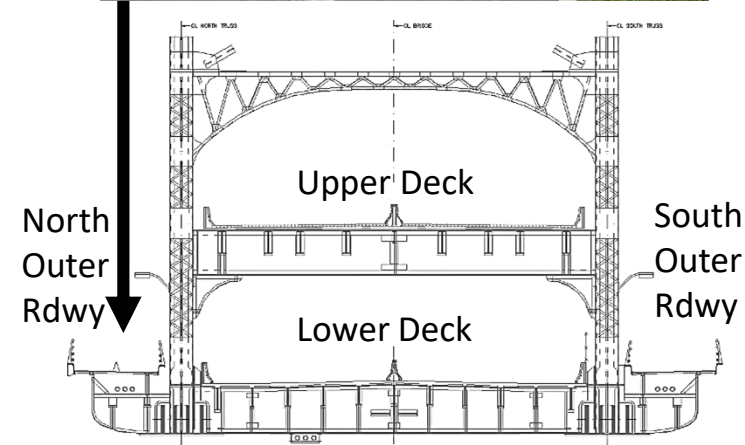 CL NORTH TRUSS
CL BRIDGE
CL SOUTH TRUSS
Upper Deck
North
Outer
Rdwy
South
Outer
Rdwy
Lower Deck